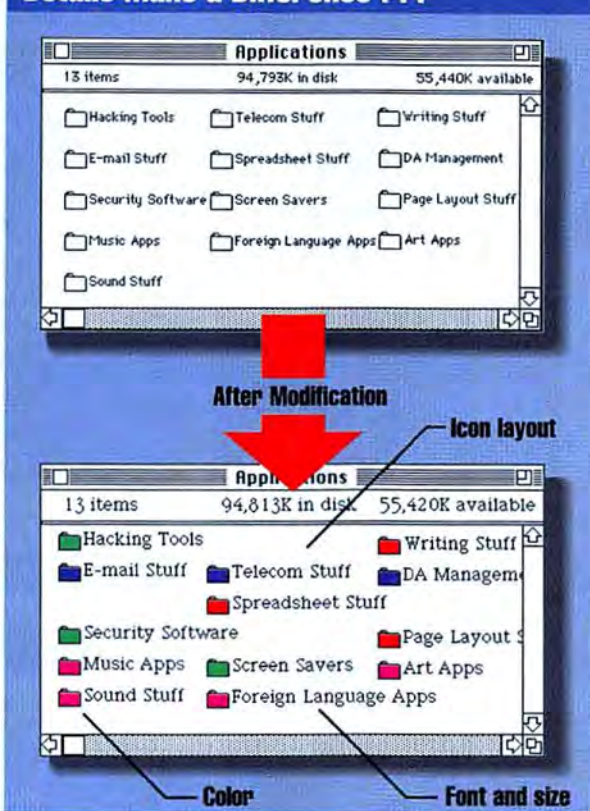 Applications
13 items 94,793K in disk 55,440K available
Hacking Tools Telecom Stuff Writing Stuff
E-mail Stuff Spreadsheet Stuff DA Management
Security Software Screen Savers Page Layout Stuff
Music Apps Foreign Language Apps Art Apps
Sound Stuff
After Modification
Icon layout
Appli ons
13 items 94,813K in disk 55,420K available
Hacking Tools Writing Stuff
E-mail Stuff Telecom Stuff DA Manageme
Spreadsheet Stuff
Security Software Page Layout S
Music Apps Screen Savers Art Apps
Sound Stuff Foreign Language Apps
Color Font and size